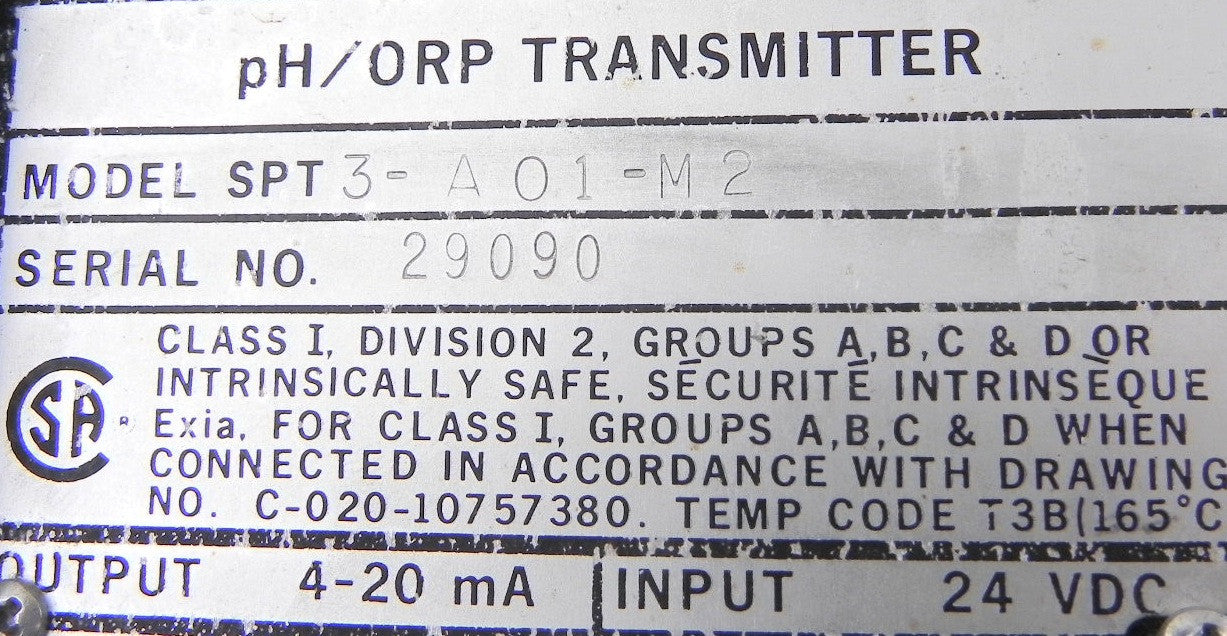 pH/ORP TRANSMITTER
MODEL SPT 3-A01-M2
SERIAL NO. 29090
CLASS I, DIVISION 2, GROUPS A,B,C & D OR
INTRINSICALLY SAFE, SÉCURITÉ INTRINSÈQUE
SA ® Exia, FOR CLASS I, GROUPS A,B,C & D WHEN
CONNECTED IN ACCORDANCE WITH DRAWING
NO. C-020-10757380. TEMP CODE T3B(165°C
OUTPUT 4-20 mA INPUT 24 VDC